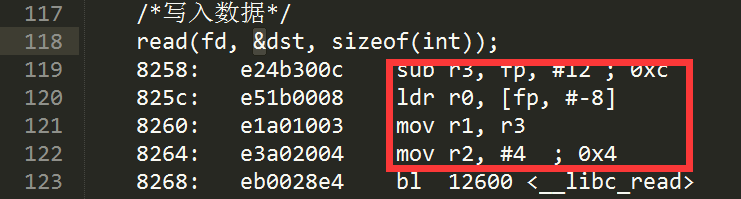 117 /*写入数据*/
118 read(fd, &dst, sizeof(int));
119 8258: e24b300c sub r3, fp, #12 ; 0xc
120 825c: e51b0008 ldr r0, [fp, #-8]
121 8260: e1a01003 mov r1, r3
122 8264: e3a02004 mov r2, #4 ; 0x4
123 8268: eb0028e4 bl 12600 <__libc_read>